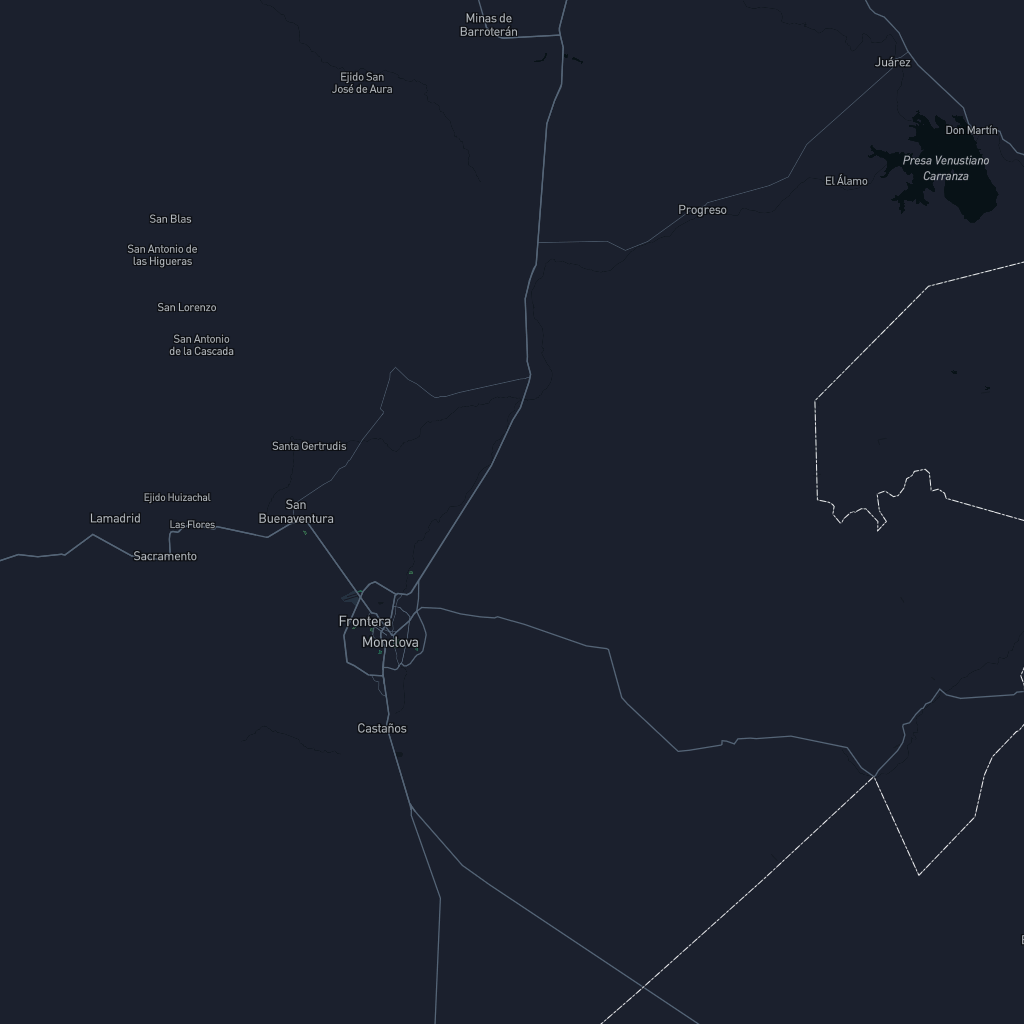 Minas de
Barroterán
Juárez
Ejido San
José de Aura
Don Martín
Presa Venustiano
Carranza
El Álamo
Progreso
San Blas
San Antonio de
las Higueras
San Lorenzo
San Antonio
de la Cascada
Santa Gertrudis
Ejido Huizachal
San
Buenaventura
Lamadrid
Las Flores
Sacramento
Frontera
Monclova
Castaños